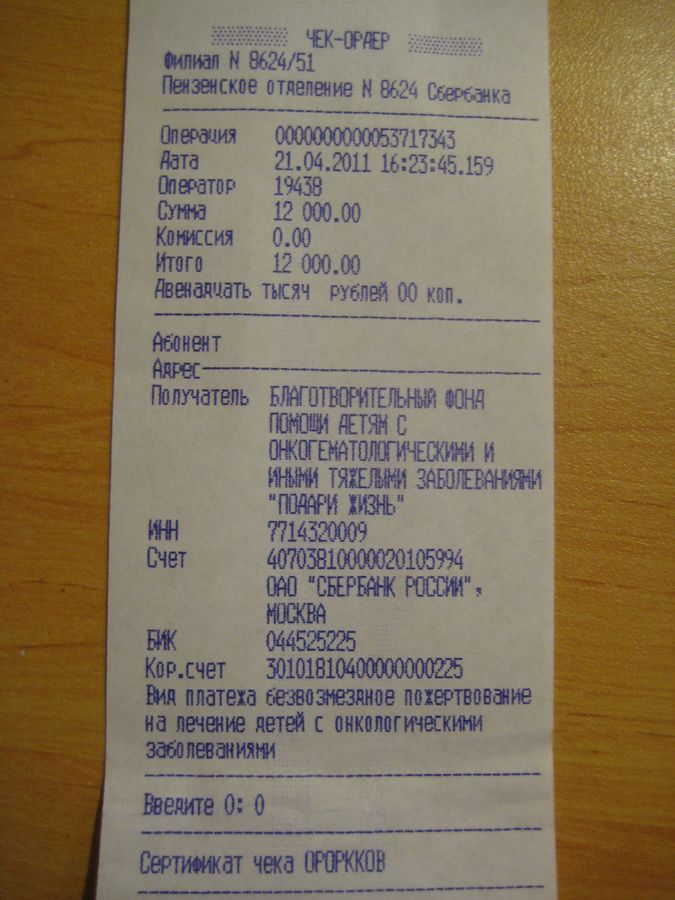 ЧЕК-ОРДЕР
Филиал N 8624/51
Пензенское отделение N 8624 Сбербанка
Операция 0000000000053717343
Дата 21.04.2011 16:23:45.159
Оператор 19438
Сумма 12 000.00
Комиссия 0.00
Итого 12 000.00
Двенадцать тысяч рублей 00 коп.
Абонент
Адрес
Получатель БЛАГОТВОРИТЕЛЬНЫЙ ФОНД
ПОМОЩИ ДЕТЯМ С
ОНКОГЕМАТОЛОГИЧЕСКИМИ И
ИНЫМИ ТЯЖЕЛЫМИ ЗАБОЛЕВАНИЯМИ
"ПОДАРИ ЖИЗНЬ"
ИНН 7714320009
Счет 40703810000020105994
ОАО "СБЕРБАНК РОССИИ",
МОСКВА
БИК 044525225
Кор.счет 30101810400000000225
Вид платежа безвозмездное пожертвование
на лечение детей с онкологическими
заболеваниями
Введите 0: 0
Сертификат чека ОРОРККОВ